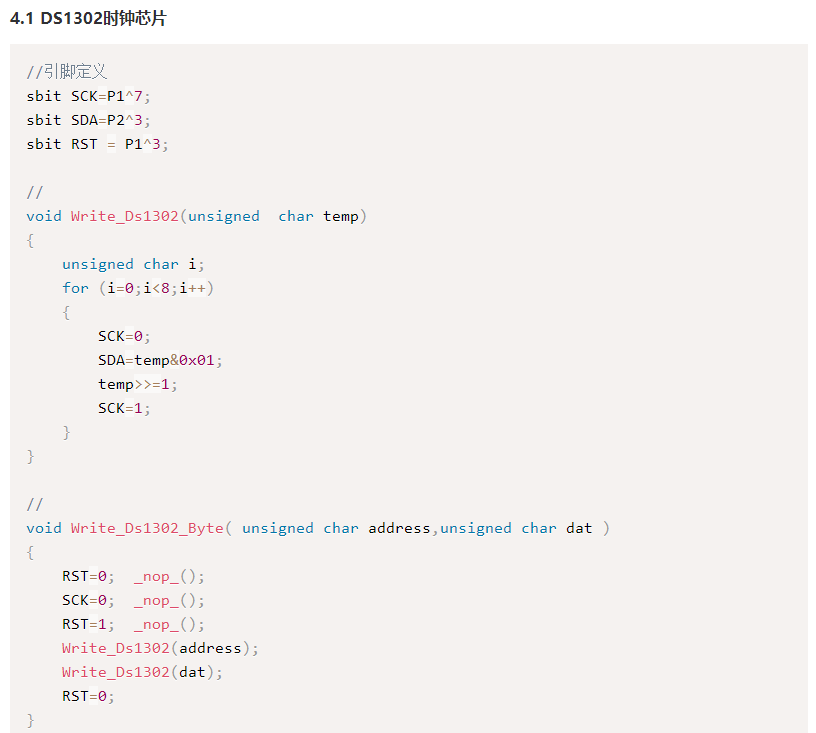 4.1 DS1302时钟芯片
//引脚定义
sbit SCK=P1^7;
sbit SDA=P2^3;
sbit RST = P1^3;
//
void Write_Ds1302(unsigned  char temp)
{
    unsigned char i;
    for (i=0;i<8;i++)
    {
        SCK=0;
        SDA=temp&0x01;
        temp>>=1;
        SCK=1;
    }
}
//
void Write_Ds1302_Byte( unsigned char address,unsigned char dat )
{
    RST=0;  _nop_();
    SCK=0;  _nop_();
    RST=1;  _nop_();
    Write_Ds1302(address);
    Write_Ds1302(dat);
    RST=0;
}